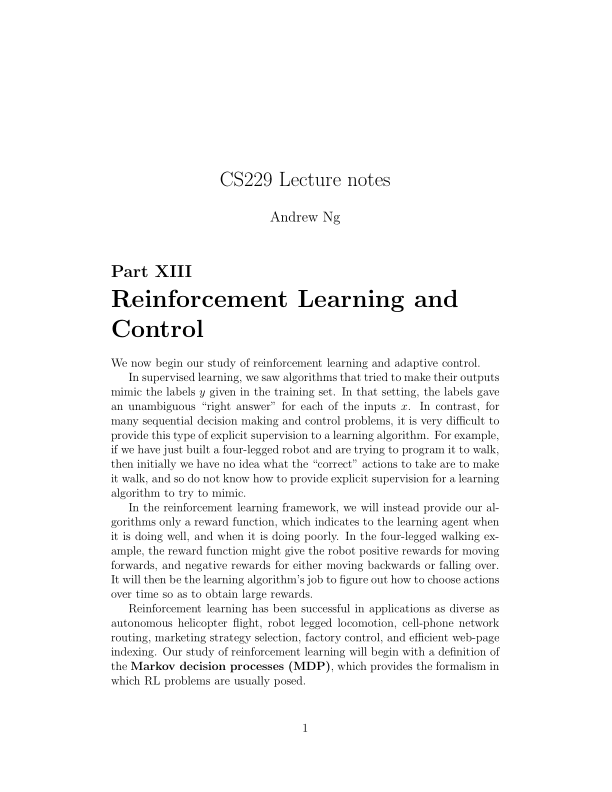 CS229 Lecture notes
Andrew Ng
Part XIII
Reinforcement Learning and
Control
We now begin our study of reinforcement learning and adaptive control.
In supervised learning, we saw algorithms that tried to make their outputs
mimic the labels y given in the training set. In that setting, the labels gave
an unambiguous “right answer” for each of the inputs x. In contrast, for
many sequential decision making and control problems, it is very difficult to
provide this type of explicit supervision to a learning algorithm. For example,
if we have just built a four-legged robot and are trying to program it to walk,
then initially we have no idea what the “correct” actions to take are to make
it walk, and so do not know how to provide explicit supervision for a learning
algorithm to try to mimic.
In the reinforcement learning framework, we will instead provide our al-
gorithms only a reward function, which indicates to the learning agent when
it is doing well, and when it is doing poorly. In the four-legged walking ex-
ample, the reward function might give the robot positive rewards for moving
forwards, and negative rewards for either moving backwards or falling over.
It will then be the learning algorithm’s job to figure out how to choose actions
over time so as to obtain large rewards.
Reinforcement learning has been successful in applications as diverse as
autonomous helicopter flight, robot legged locomotion, cell-phone network
routing, marketing strategy selection, factory control, and efficient web-page
indexing. Our study of reinforcement learning will begin with a definition of
the Markov decision processes (MDP), which provides the formalism in
which RL problems are usually posed.
1